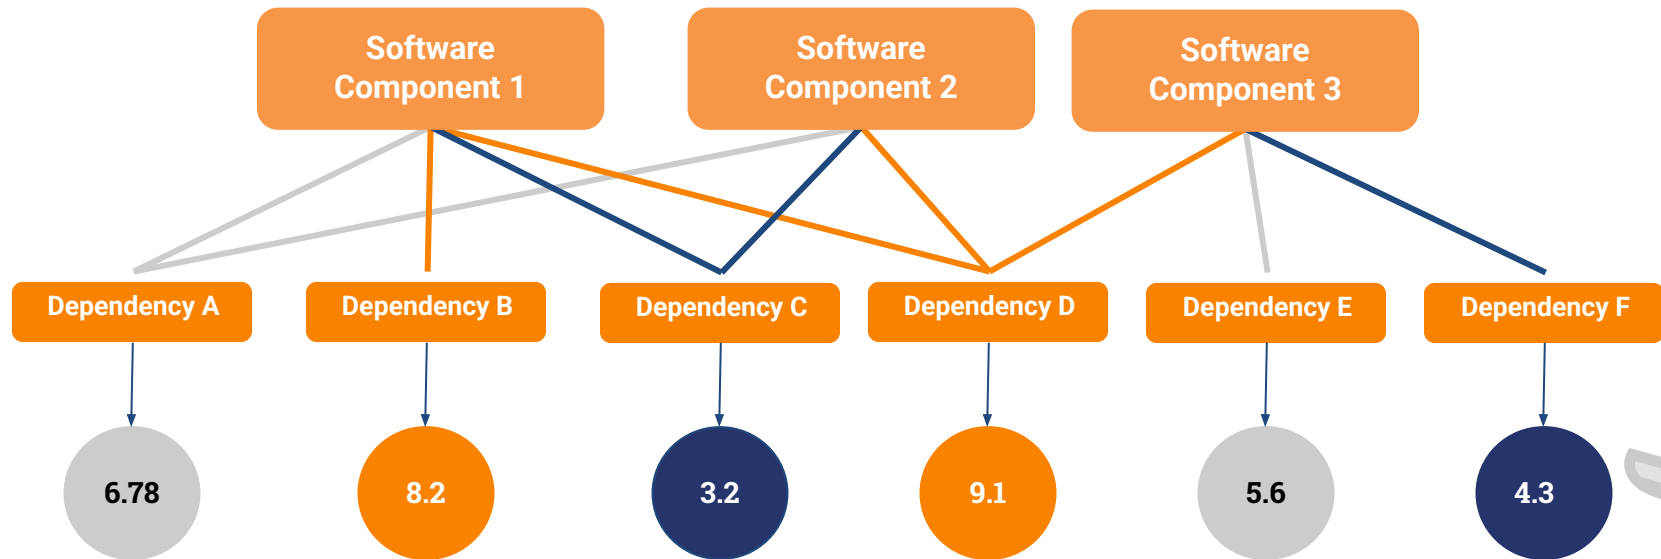 Software
Component 1
Software
Component 2
Software
Component 3
Dependency A
Dependency B
Dependency C
Dependency D
Dependency E
Dependency F
6.78
8.2
3.2
9.1
5.6
4.3